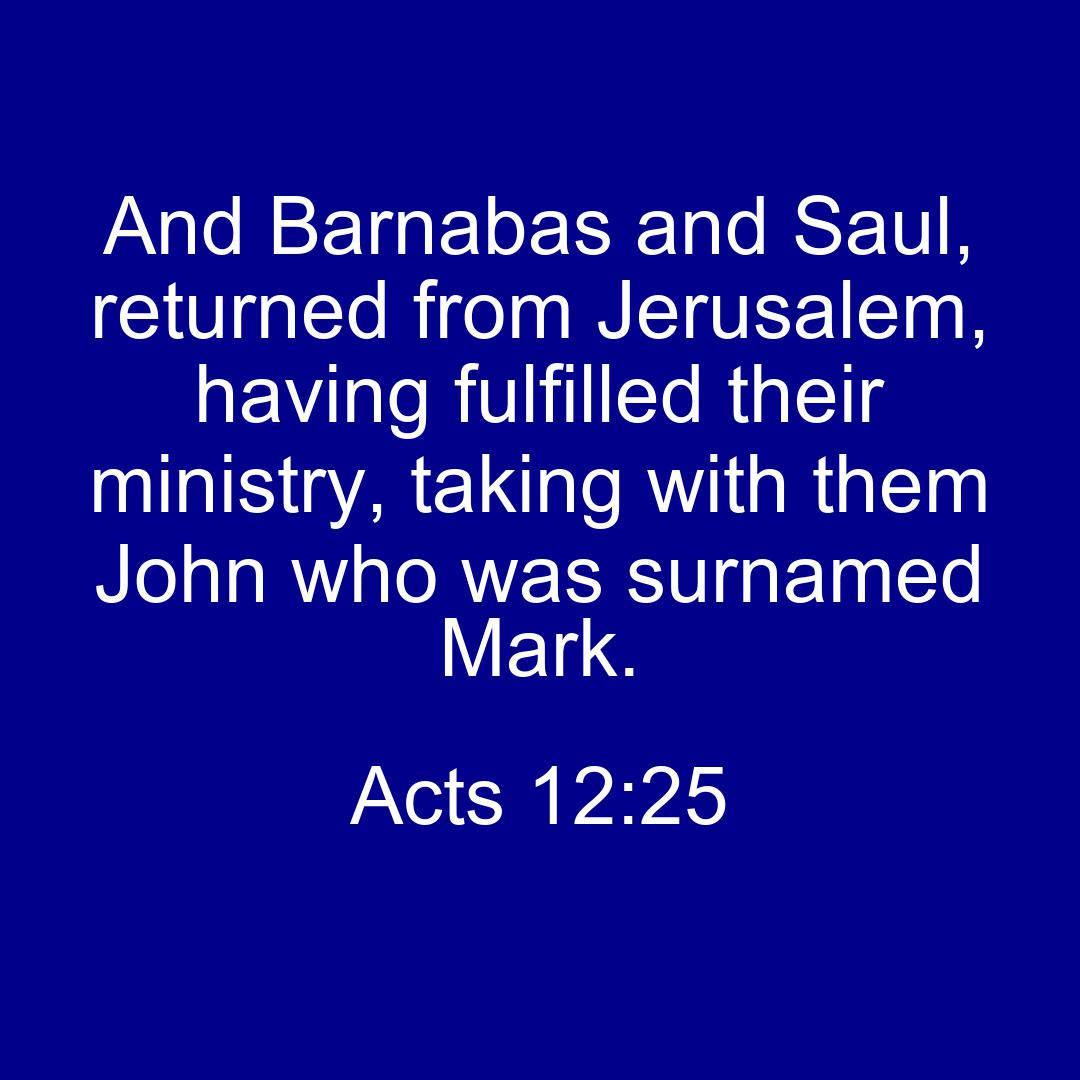 And Barnabas and Saul,
returned from Jerusalem,
having fulfilled their
ministry, taking with them
John who was surnamed
Mark.
Acts 12:25